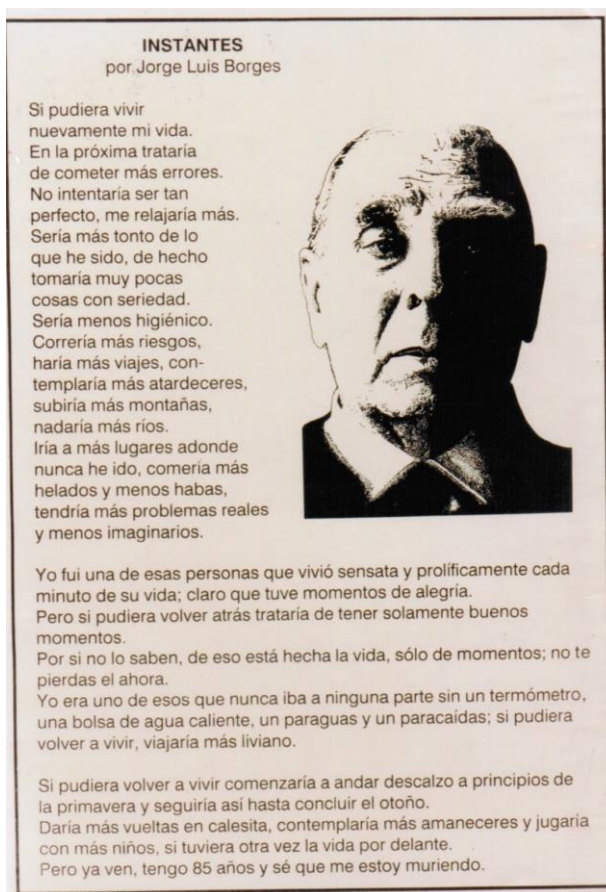 INSTANTES
por Jorge Luis Borges
Si pudiera vivir
nuevamente mi vida.
En la próxima trataría
de cometer más errores.
No intentaría ser tan
perfecto, me relajaría más.
Sería más tonto de lo
que he sido, de hecho
tomaría muy pocas
cosas con seriedad.
Sería menos higiénico.
Correría más riesgos,
haría más viajes, con-
templaría más atardeceres,
subiría más montañas,
nadaría más ríos.
Iría a más lugares adonde
nunca he ido, comería más
helados y menos habas,
tendría más problemas reales
y menos imaginarios.
Yo fui una de esas personas que vivió sensata y prolíficamente cada
minuto de su vida; claro que tuve momentos de alegría.
Pero si pudiera volver atrás trataría de tener solamente buenos
momentos.
Por si no lo saben, de eso está hecha la vida, sólo de momentos; no te
pierdas el ahora.
Yo era uno de esos que nunca iba a ninguna parte sin un termómetro,
una bolsa de agua caliente, un paraguas y un paracaídas; si pudiera
volver a vivir, viajaría más liviano.
Si pudiera volver a vivir comenzaría a andar descalzo a principios de
la primavera y seguiría así hasta concluir el otoño.
Daría más vueltas en calesita, contemplaría más amaneceres y jugaría
con más niños, si tuviera otra vez la vida por delante.
Pero ya ven, tengo 85 años y sé que me estoy muriendo.